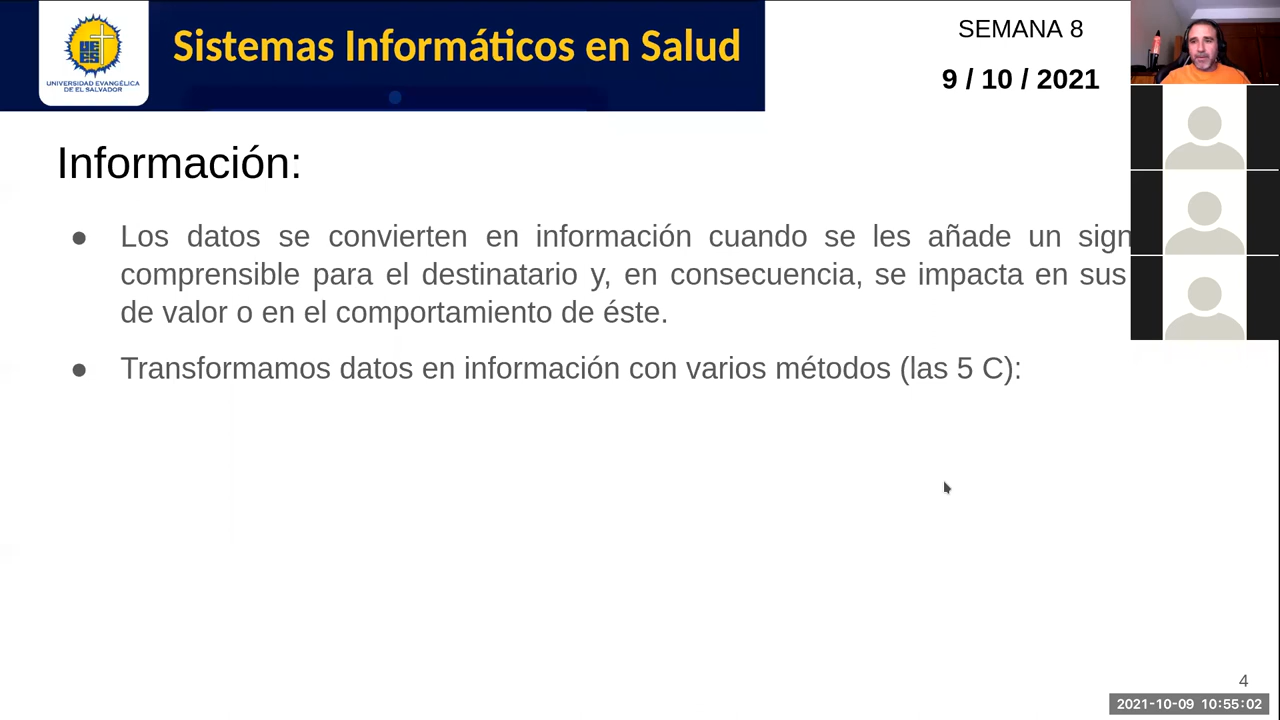 Sistemas Informáticos en Salud
UNIVERSIDAD EVANGÉLICA
DE EL SALVADOR
SEMANA 8
9 / 10 / 2021
Información:
● Los datos se convierten en información cuando se les añade un
comprensible para el destinatario y, en consecuencia, se impacta en sus
de valor o en el comportamiento de éste.
● Transformamos datos en información con varios métodos (las 5 C):
4
2021-10-09 10:55:02